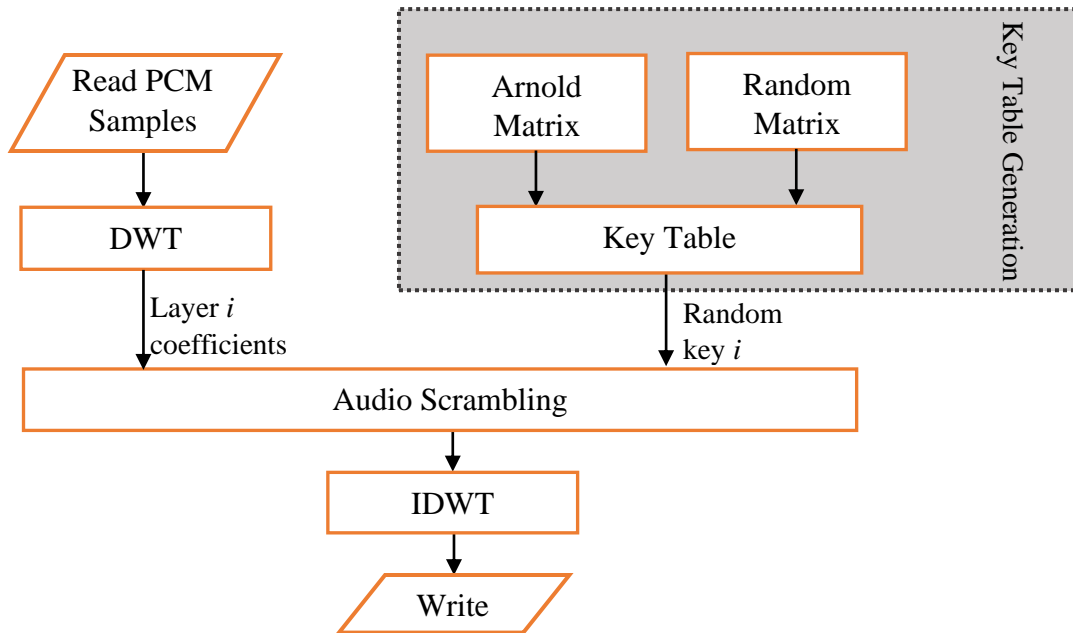 Read PCM
Samples
Arnold
Matrix
Random
Matrix
Key Table Generation
DWT
Key Table
Layer i
coefficients
Random
key i
Audio Scrambling
IDWT
Write